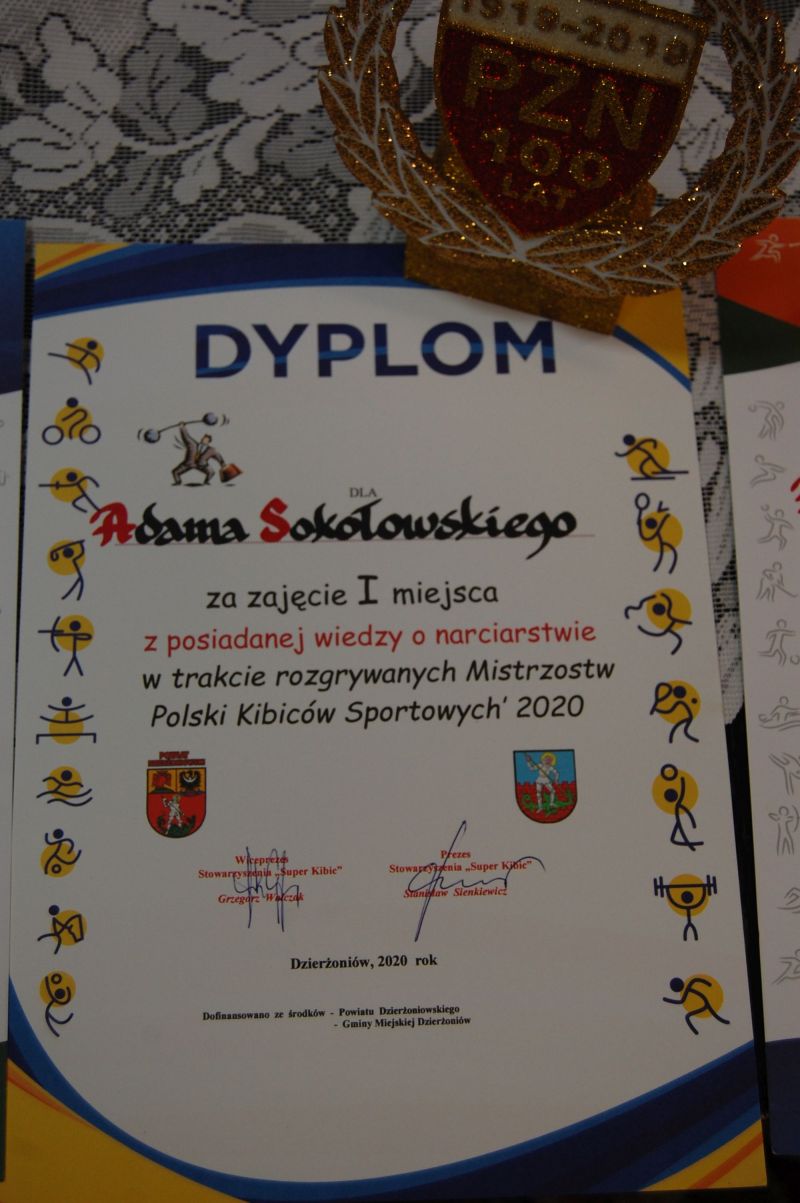 1919-2019
PZN
100
LAT
DYPLOM
DLA
Adama Sokołowskiego
za zajęcie I miejsca
z posiadanej wiedzy o narciarstwie
w trakcie rozgrywanych Mistrzostw
Polski Kibiców Sportowych' 2020
Wiceprezes
Stowarzyszenia „Super Kibic”
Grzegorz Walczak
Prezes
Stowarzyszenia „Super Kibic”
Stanisław Sienkiewicz
Dzierżoniów, 2020 rok
Dofinansowano ze środków - Powiatu Dzierżoniowskiego
- Gminy Miejskiej Dzierżoniów